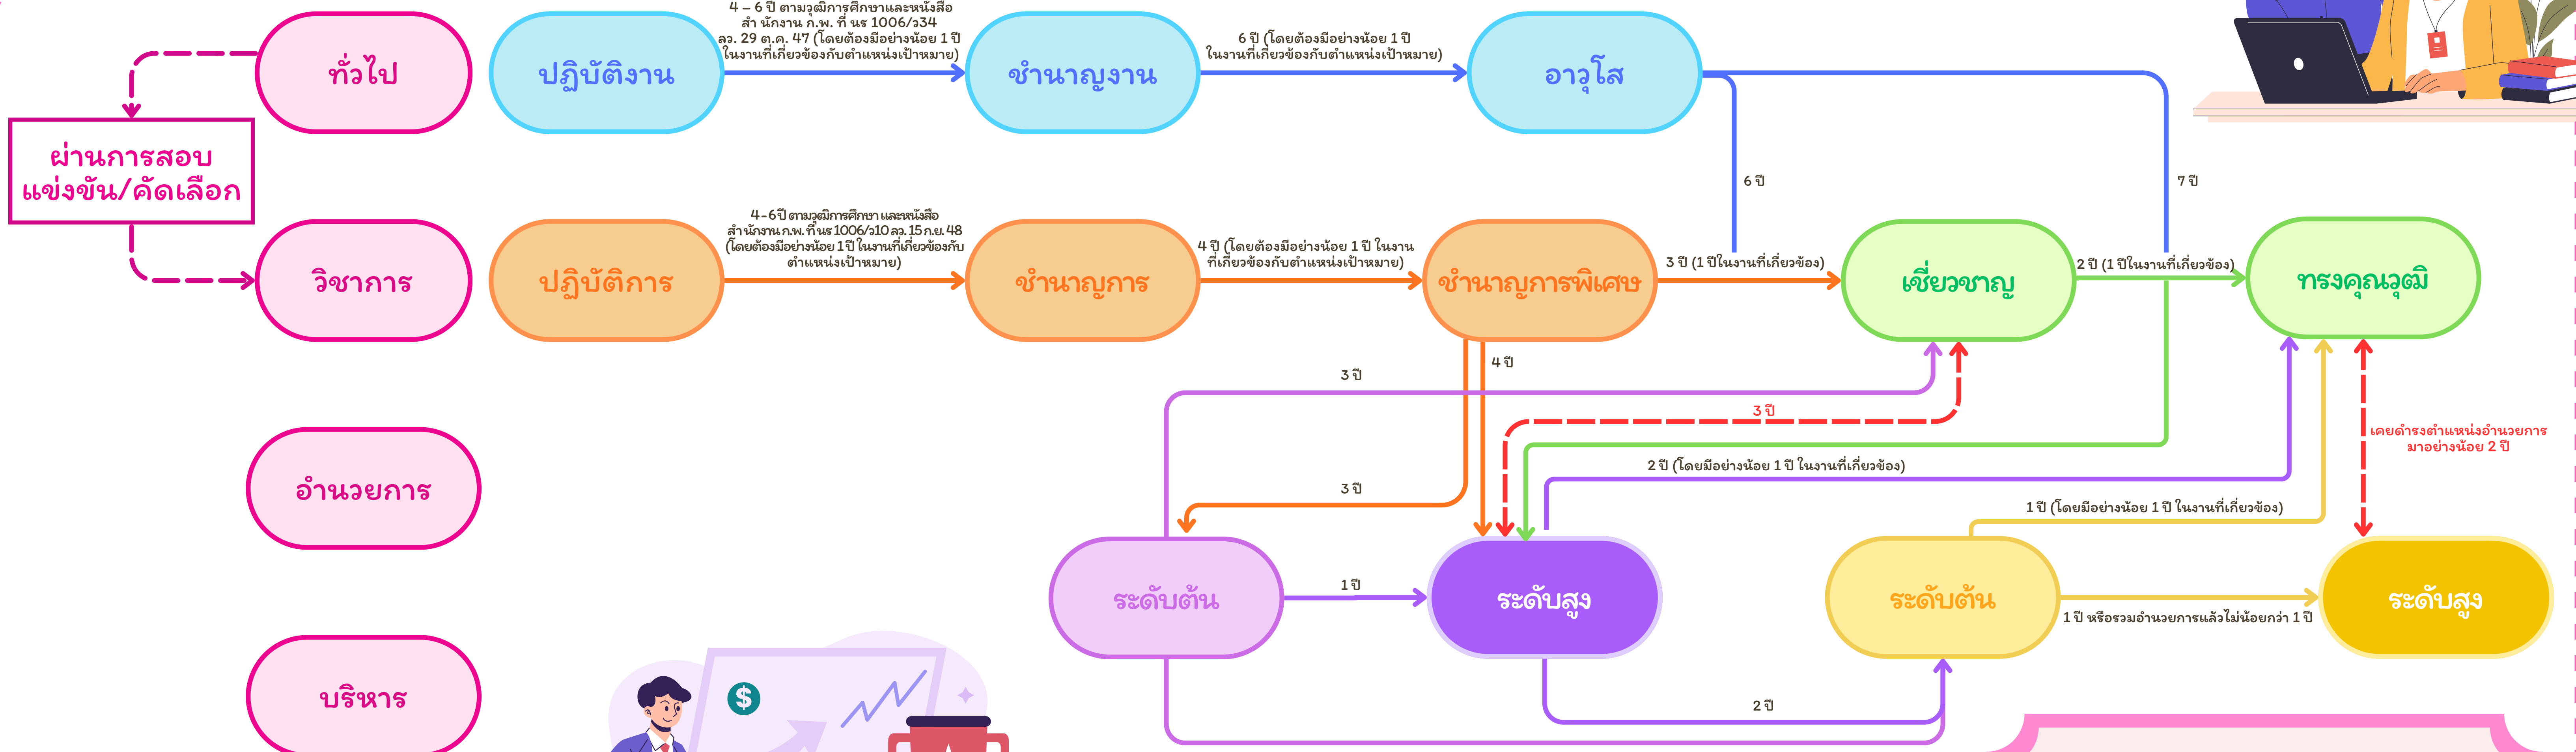 ทั่วไป
ปฏิบัติงาน
4 – 6 ปี ตามวุฒิการศึกษาและหนังสือ
สำนักงาน ก.พ. ที่ นร 1006/ว34
ลว. 29 ต.ค. 47 (โดยต้องมีอย่างน้อย 1 ปี
ในงานที่เกี่ยวข้องกับตำแหน่งเป้าหมาย)
ชำนาญงาน
6 ปี (โดยต้องมีอย่างน้อย 1 ปี
ในงานที่เกี่ยวข้องกับตำแหน่งเป้าหมาย)
อาวุโส
ผ่านการสอบ
แข่งขัน/คัดเลือก
6 ปี
7 ปี
วิชาการ
ปฏิบัติการ
4-6 ปี ตามวุฒิการศึกษา และหนังสือ
สำนักงาน ก.พ. ที่ นร 1006/ว10 ลว. 15 ก.ย. 48
(โดยต้องมีอย่างน้อย 1 ปี ในงานที่เกี่ยวข้องกับ
ตำแหน่งเป้าหมาย)
ชำนาญการ
4 ปี (โดยต้องมีอย่างน้อย 1 ปี ในงาน
ที่เกี่ยวข้องกับตำแหน่งเป้าหมาย)
ชำนาญการพิเศษ
3 ปี (1 ปีในงานที่เกี่ยวข้อง)
เชี่ยวชาญ
2 ปี (1 ปีในงานที่เกี่ยวข้อง)
ทรงคุณวุฒิ
4 ปี
3 ปี
3 ปี
เคยดำรงตำแหน่งอำนวยการ
มาอย่างน้อย 2 ปี
2 ปี (โดยมีอย่างน้อย 1 ปี ในงานที่เกี่ยวข้อง)
อำนวยการ
3 ปี
1 ปี (โดยมีอย่างน้อย 1 ปี ในงานที่เกี่ยวข้อง)
ระดับต้น
1 ปี
ระดับสูง
ระดับต้น
1 ปี หรือรวมอำนวยการแล้วไม่น้อยกว่า 1 ปี
ระดับสูง
บริหาร
$
2 ปี